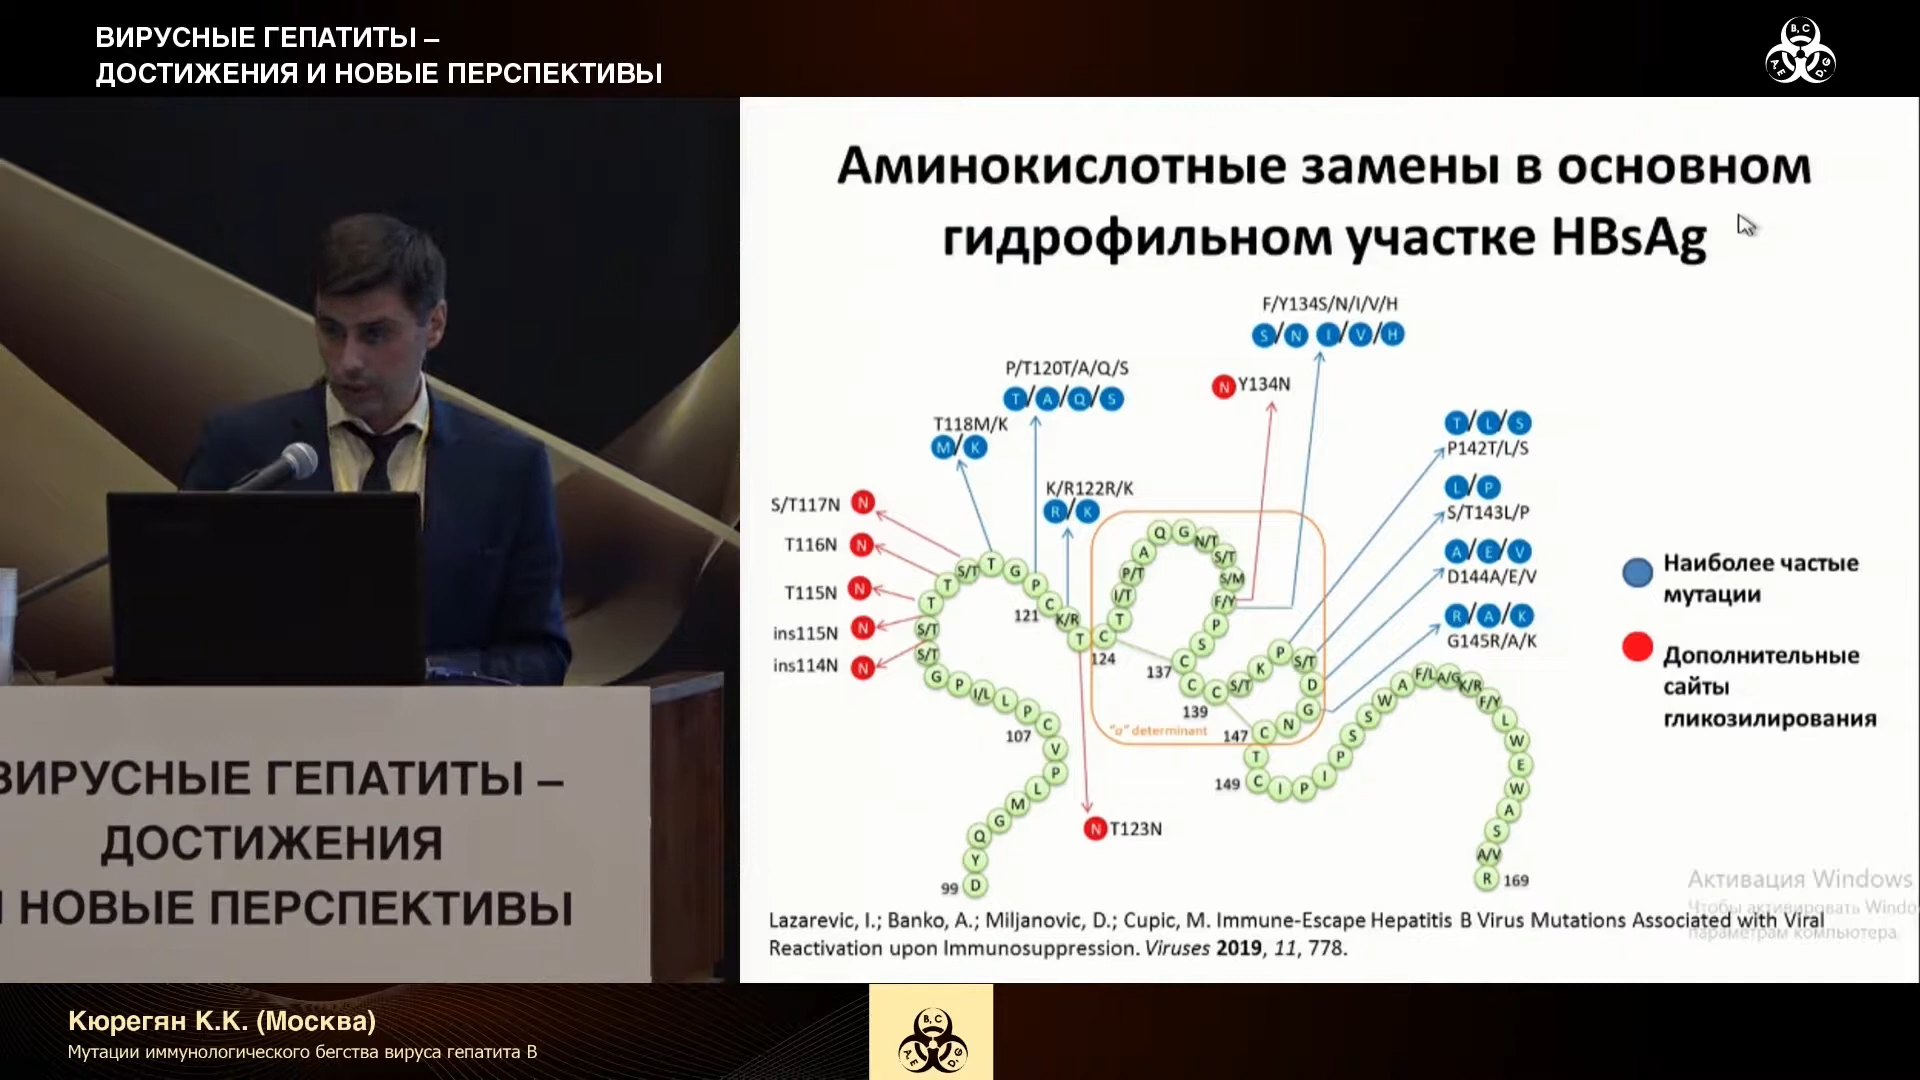 ВИРУСНЫЕ ГЕПАТИТЫ –
ДОСТИЖЕНИЯ И НОВЫЕ ПЕРСПЕКТИВЫ
B, C
A, E
D, G
Аминокислотные замены в основном
гидрофильном участке HBsAg
F/Y134S/N/I/V/H
S/N I/V/H
N Y134N
P/T120T/A/Q/S
T/A/Q/S
T118M/K
M/K
K/R122R/K
R/K
T/L/S
P142T/L/S
L/P
S/T143L/P
A/E/V
D144A/E/V
R/A/K
G145R/A/K
S/T117N N
T116N N
T115N N
ins115N N
ins114N N
N T123N
99 D Y Q G M L P V C 107 P L I/L P G S/T S/T T T S/T T G P C 121 K/R T
C 124 T I/T P/T A Q G N/T S/T S/M F/Y P S C 137 C C 139 S/T K P S/T D G N C 147
"a" determinant
T C 149 I P I P S S W A F/L A/G K/R F/Y L W E W A S A/V R 169
Наиболее частые
мутации
Дополнительные
сайты
гликозилирования
Активация Windows
Чтобы активировать Windo
параметрам компьютера.
Lazarevic, I.; Banko, A.; Miljanovic, D.; Cupic, M. Immune-Escape Hepatitis B Virus Mutations Associated with Viral
Reactivation upon Immunosuppression. Viruses 2019, 11, 778.
ВИРУСНЫЕ ГЕПАТИТЫ –
ДОСТИЖЕНИЯ
И НОВЫЕ ПЕРСПЕКТИВЫ
Кюрегян К.К. (Москва)
Мутации иммунологического бегства вируса гепатита В
B, C
A, E
D, G